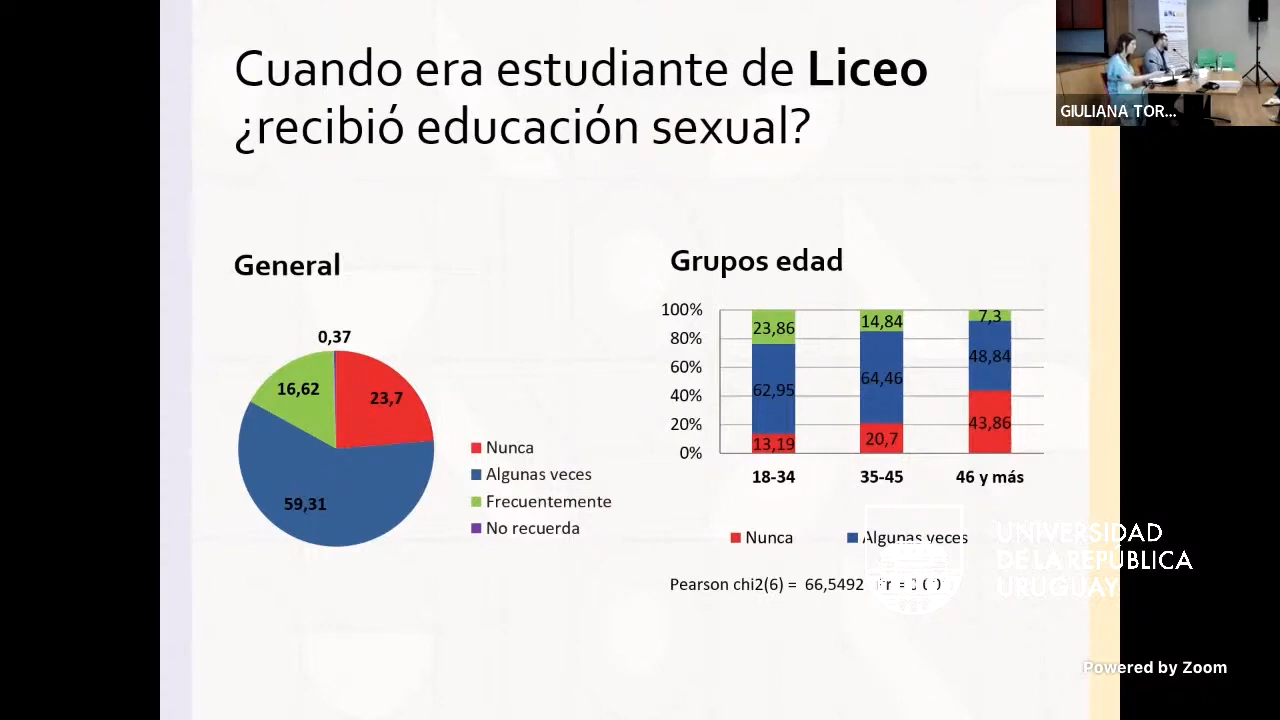 Cuando era estudiante de Liceo
¿recibió educación sexual?
GIULIANA TOR...
General
0,37
16,62
23,7
59,31
Nunca
Algunas veces
Frecuentemente
No recuerda
Grupos edad
100%
80%
60%
40%
20%
0%
23,86
14,84
7,3
62,95
64,46
48,84
13,19
20,7
43,86
18-34
35-45
46 y más
Nunca
Algunas veces
Pearson chi2(6) = 66,5492
UNIVERSIDAD
DE LA REPÚBLICA
URUGUAY
Powered by Zoom